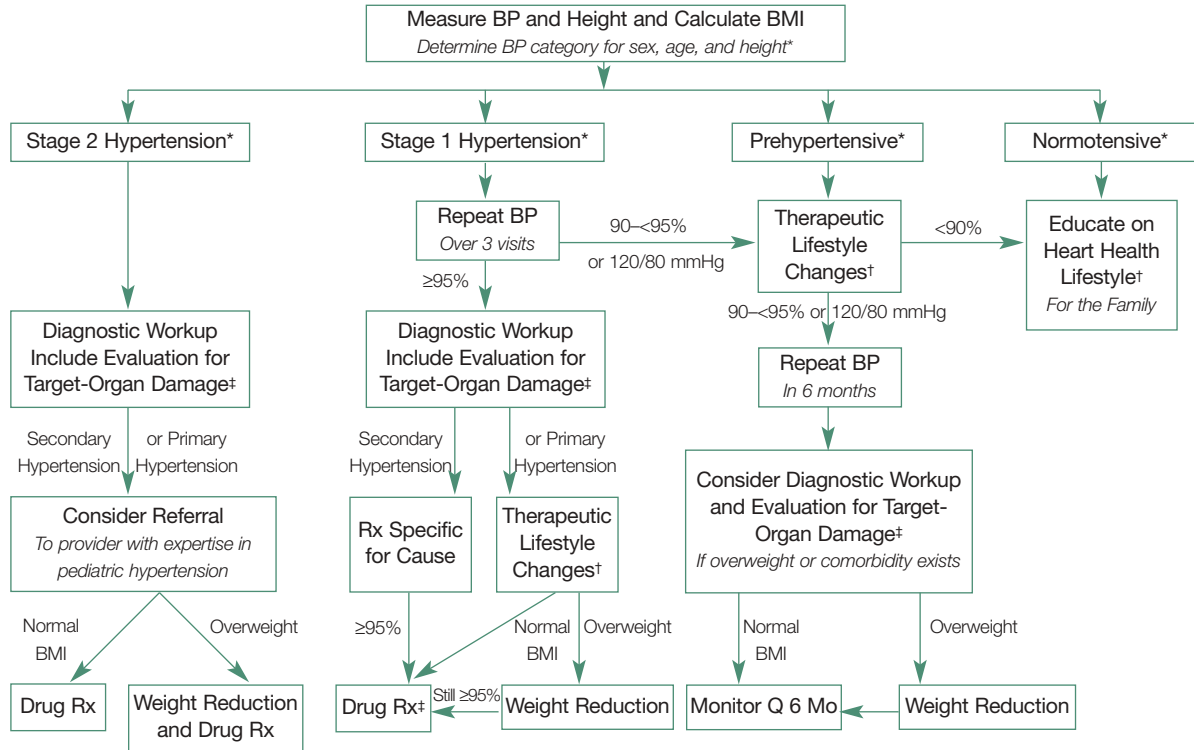 Measure BP and Height and Calculate BMI
Determine BP category for sex, age, and height*
Stage 2 Hypertension*
Stage 1 Hypertension*
Prehypertensive*
Normotensive*
Repeat BP
Over 3 visits
90–<95%
or 120/80 mmHg
Therapeutic
Lifestyle
Changes†
<90%
Educate on
Heart Health
Lifestyle†
For the Family
≥95%
90–<95% or 120/80 mmHg
Diagnostic Workup
Include Evaluation for
Target-Organ Damage‡
Diagnostic Workup
Include Evaluation for
Target-Organ Damage‡
Repeat BP
In 6 months
Secondary
Hypertension
or Primary
Hypertension
Secondary
Hypertension
or Primary
Hypertension
Consider Diagnostic Workup
and Evaluation for Target-
Organ Damage‡
If overweight or comorbidity exists
Consider Referral
To provider with expertise in
pediatric hypertension
Rx Specific
for Cause
Therapeutic
Lifestyle
Changes†
Normal
BMI
Overweight
≥95%
Normal
BMI
Overweight
Normal
BMI
Overweight
Drug Rx
Weight Reduction
and Drug Rx
Drug Rx‡
Still ≥95%
Weight Reduction
Monitor Q 6 Mo
Weight Reduction